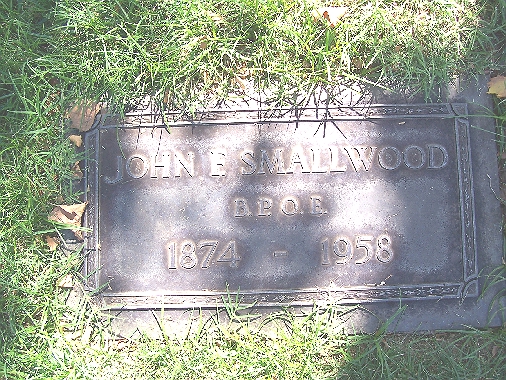 JOHN F. SMALLWOOD
B.P.O.E.
1874 - 1958